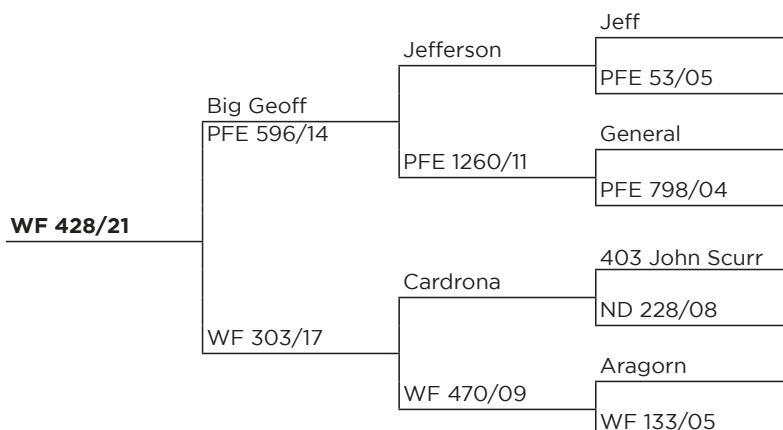 Jeff
Jefferson
PFE 53/05
Big Geoff
PFE 596/14
General
PFE 1260/11
PFE 798/04
WF 428/21
403 John Scurr
Cardrona
ND 228/08
WF 303/17
Aragorn
WF 470/09
WF 133/05